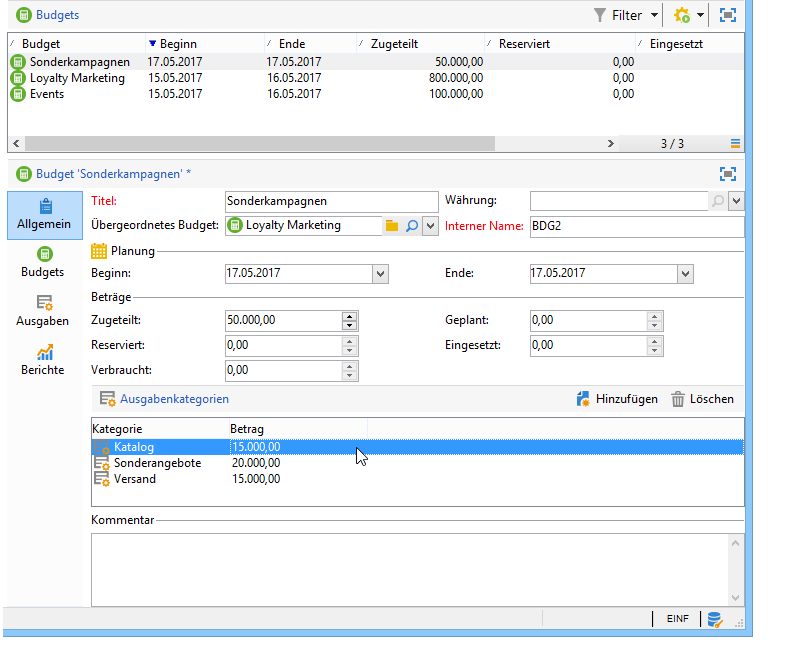 Budgets Filter
Budget Beginn Ende Zugeteilt Reserviert Eingesetzt
Sonderkampagnen 17.05.2017 17.05.2017 50.000,00 0,00
Loyalty Marketing 15.05.2017 16.05.2017 800.000,00 0,00
Events 15.05.2017 16.05.2017 100.000,00 0,00
3 / 3
Budget 'Sonderkampagnen' *
Allgemein
Budgets
Ausgaben
Berichte
Titel: Sonderkampagnen Währung:
Übergeordnetes Budget: Loyalty Marketing Interner Name: BDG2
Planung
Beginn: 17.05.2017 Ende: 17.05.2017
Beträge
Zugeteilt: 50.000,00 Geplant: 0,00
Reserviert: 0,00 Eingesetzt: 0,00
Verbraucht: 0,00
Ausgabenkategorien Hinzufügen Löschen
Kategorie Betrag
Katalog 15.000,00
Sonderangebote 20.000,00
Versand 15.000,00
Kommentar
EINF